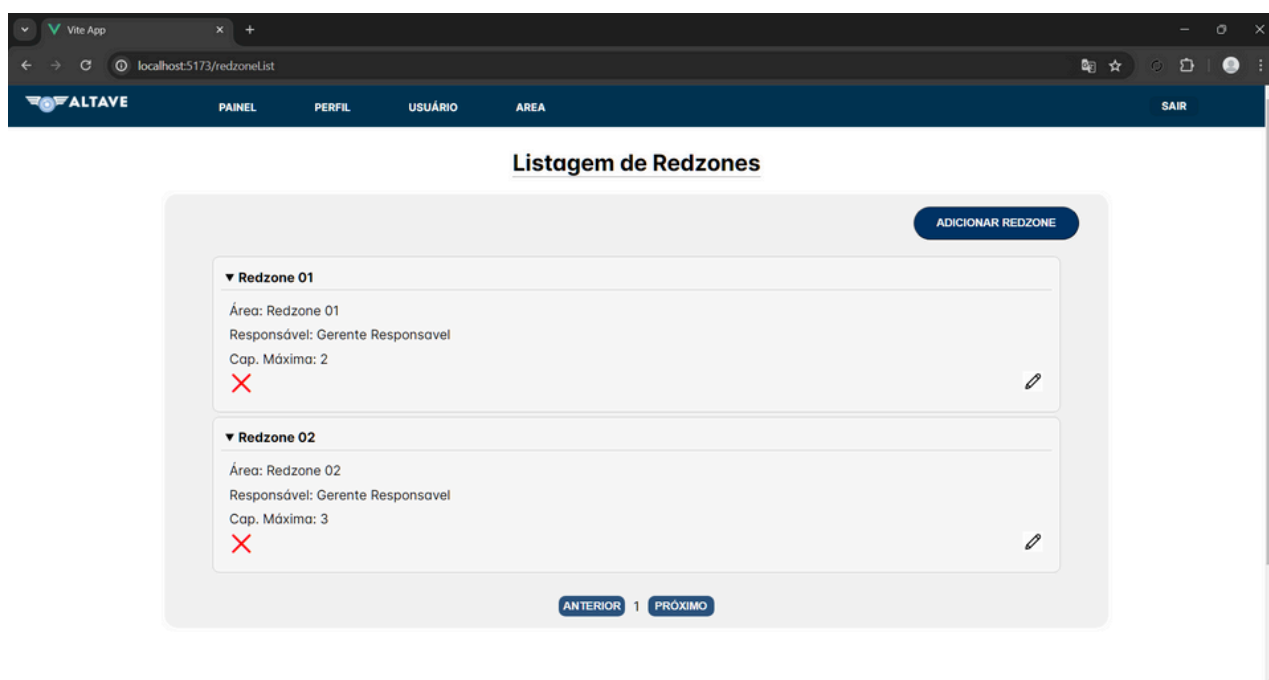 Vite App
localhost:5173/redzoneList
ALTAVE PAINEL PERFIL USUÁRIO AREA SAIR
Listagem de Redzones
ADICIONAR REDZONE
Redzone 01
Área: Redzone 01
Responsável: Gerente Responsavel
Cap. Máxima: 2
Redzone 02
Área: Redzone 02
Responsável: Gerente Responsavel
Cap. Máxima: 3
ANTERIOR 1 PRÓXIMO